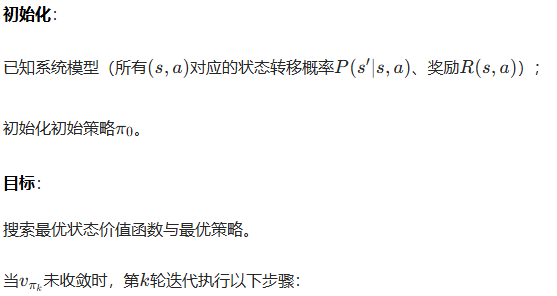 初始化：
已知系统模型（所有(s, a)对应的状态转移概率P(s′|s, a)、奖励R(s, a)）；
初始化初始策略π₀。
目标：
搜索最优状态价值函数与最优策略。
当v_{π_k}未收敛时，第k轮迭代执行以下步骤：